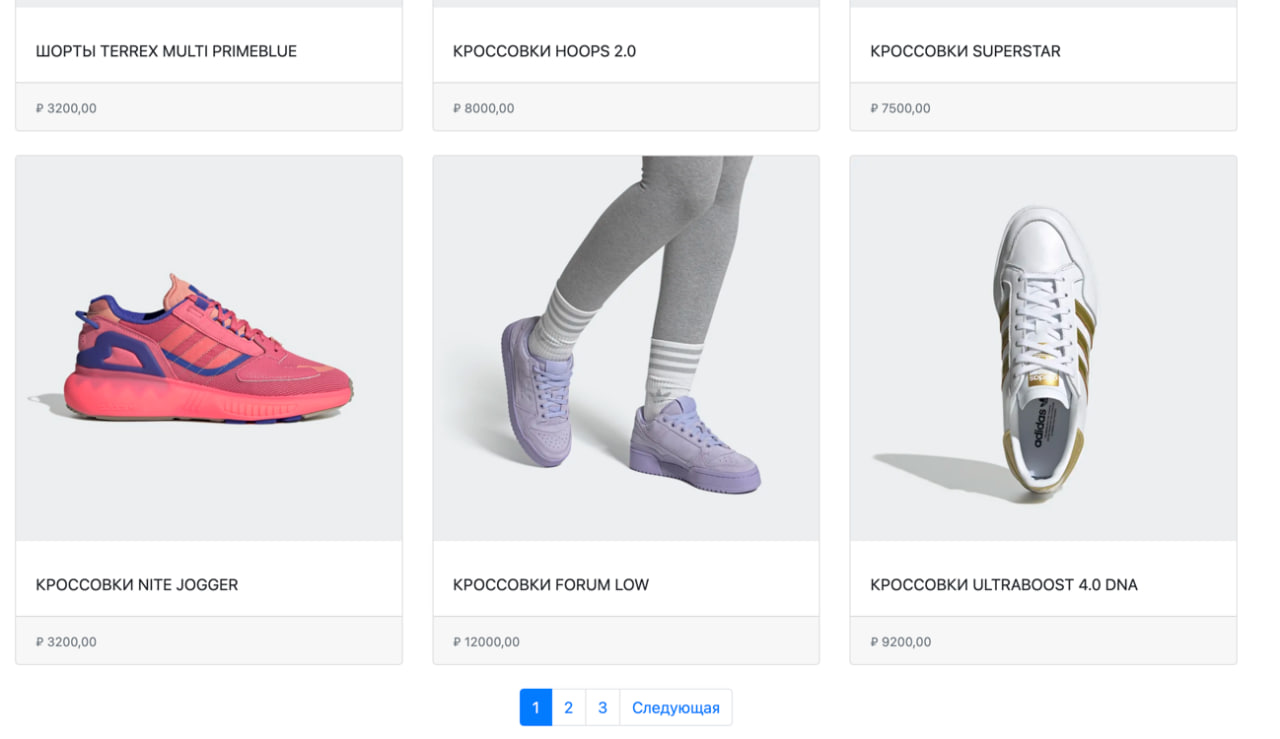 ШОРТЫ TERREX MULTI PRIMEBLUE
КРОССОВКИ HOOPS 2.0
КРОССОВКИ SUPERSTAR
₽ 3200,00
₽ 8000,00
₽ 7500,00
adidas
КРОССОВКИ NITE JOGGER
КРОССОВКИ FORUM LOW
КРОССОВКИ ULTRABOOST 4.0 DNA
₽ 3200,00
₽ 12000,00
₽ 9200,00
1 2 3 Следующая